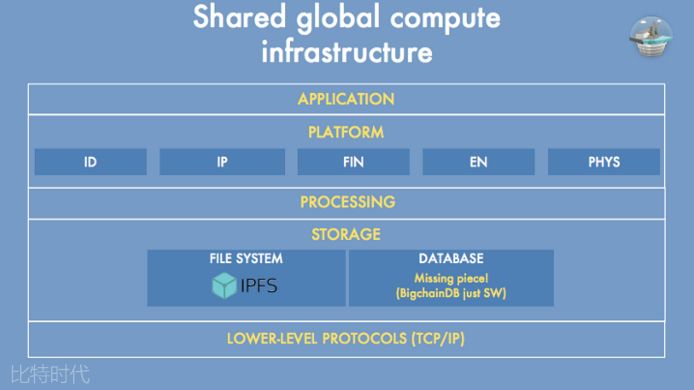 Shared global compute
infrastructure
APPLICATION
PLATFORM
ID IP FIN EN PHYS
PROCESSING
STORAGE
FILE SYSTEM DATABASE
IPFS Missing piece!
(BigchainDB just SW)
LOWER-LEVEL PROTOCOLS (TCP/IP)
比特时代